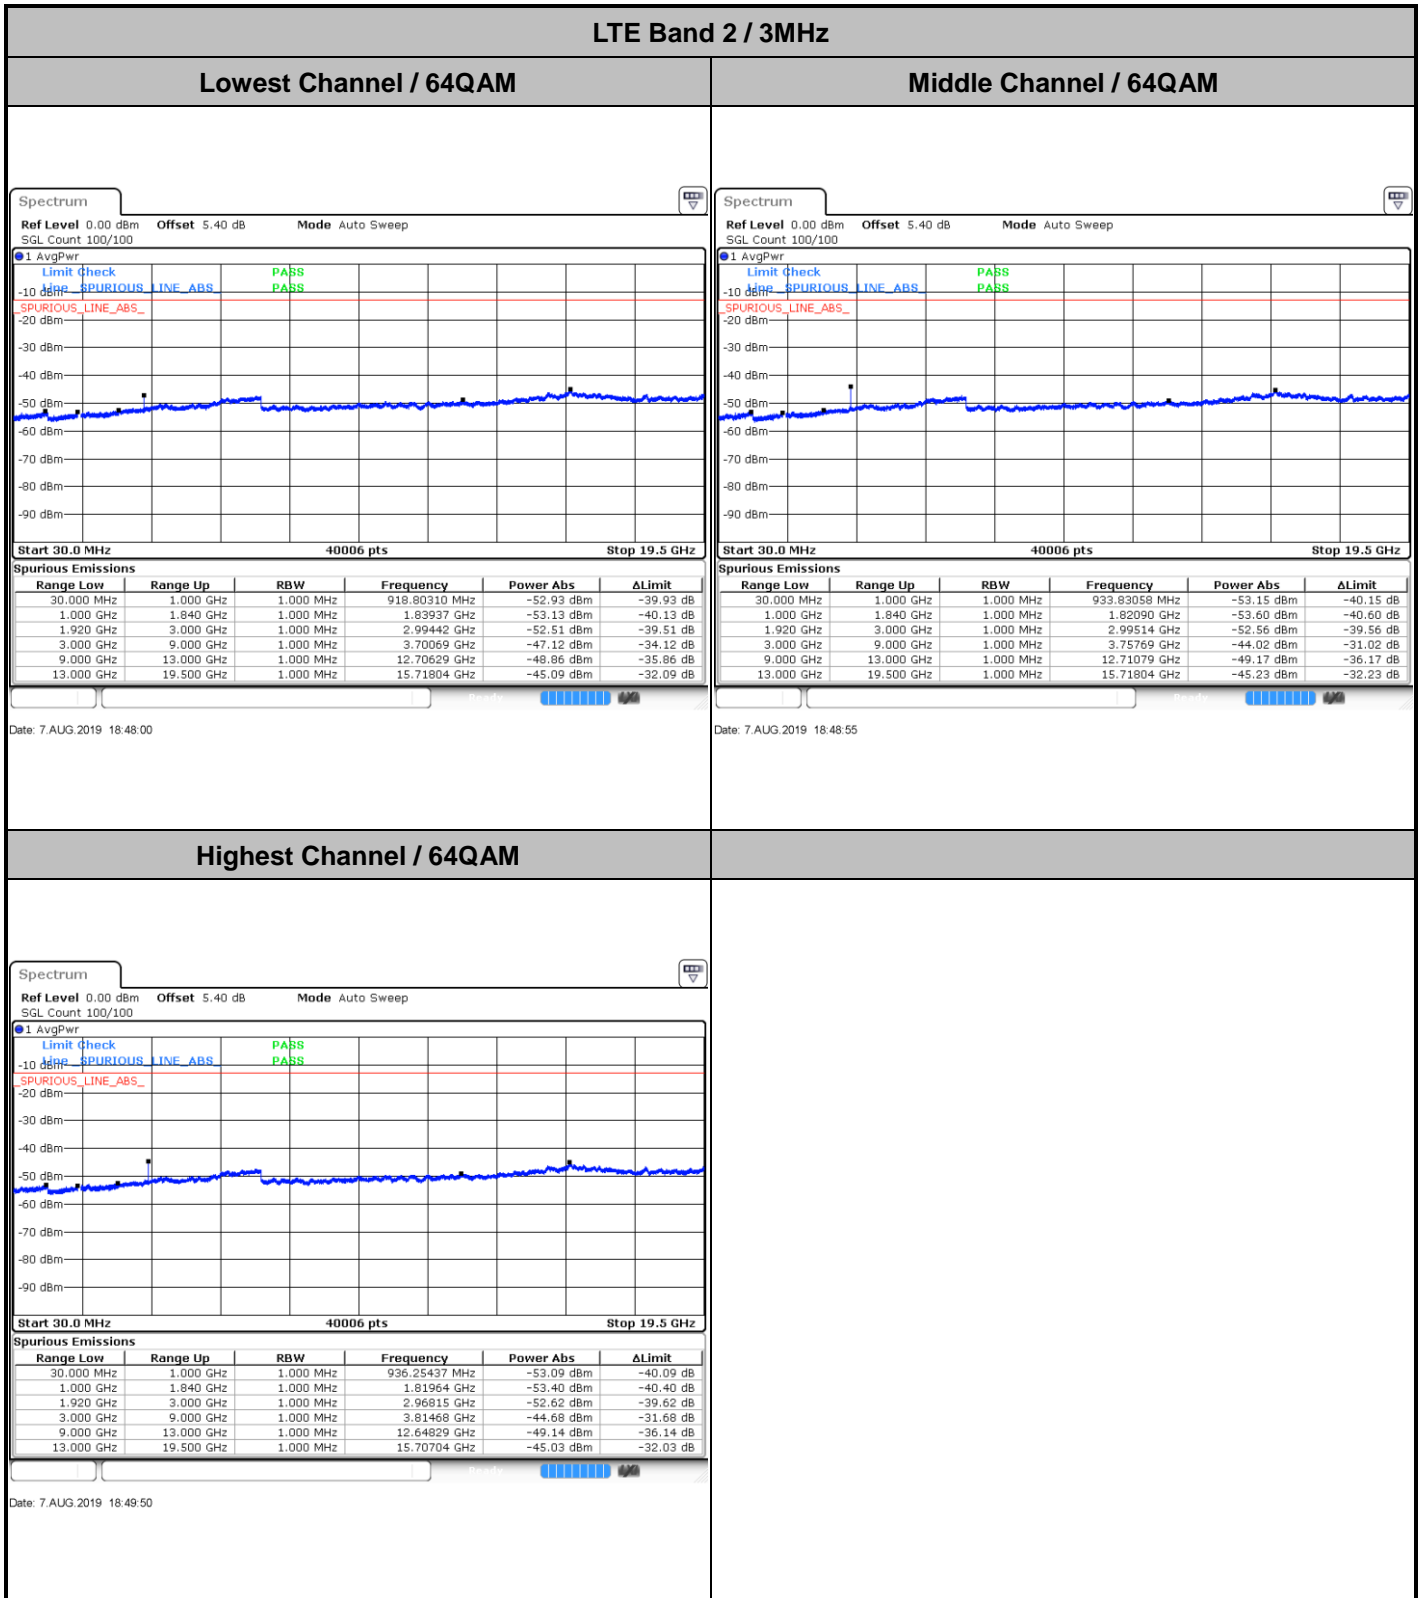 LTE Band 2 / 3MHz
Lowest Channel / 64QAM
Middle Channel / 64QAM
Spectrum
Ref Level 0.00 dBm Offset 5.40 dB Mode Auto Sweep
SGL Count 100/100
1 AvgPwr
Limit Check PASS
Line _SPURIOUS_LINE_ABS_ PASS
-10 dBm
_SPURIOUS_LINE_ABS_
-20 dBm
-30 dBm
-40 dBm
-50 dBm
-60 dBm
-70 dBm
-80 dBm
-90 dBm
Start 30.0 MHz 40006 pts Stop 19.5 GHz
Spurious Emissions
Range Low Range Up RBW Frequency Power Abs ΔLimit
30.000 MHz 1.000 GHz 1.000 MHz 918.80310 MHz -52.93 dBm -39.93 dB
1.000 GHz 1.840 GHz 1.000 MHz 1.83937 GHz -53.13 dBm -40.13 dB
1.920 GHz 3.000 GHz 1.000 MHz 2.99442 GHz -52.51 dBm -39.51 dB
3.000 GHz 9.000 GHz 1.000 MHz 3.70069 GHz -47.12 dBm -34.12 dB
9.000 GHz 13.000 GHz 1.000 MHz 12.70629 GHz -48.86 dBm -35.86 dB
13.000 GHz 19.500 GHz 1.000 MHz 15.71804 GHz -45.09 dBm -32.09 dB
Date: 7.AUG.2019 18:48:00
Spectrum
Ref Level 0.00 dBm Offset 5.40 dB Mode Auto Sweep
SGL Count 100/100
1 AvgPwr
Limit Check PASS
Line _SPURIOUS_LINE_ABS_ PASS
-10 dBm
_SPURIOUS_LINE_ABS_
-20 dBm
-30 dBm
-40 dBm
-50 dBm
-60 dBm
-70 dBm
-80 dBm
-90 dBm
Start 30.0 MHz 40006 pts Stop 19.5 GHz
Spurious Emissions
Range Low Range Up RBW Frequency Power Abs ΔLimit
30.000 MHz 1.000 GHz 1.000 MHz 933.83058 MHz -53.15 dBm -40.15 dB
1.000 GHz 1.840 GHz 1.000 MHz 1.82090 GHz -53.60 dBm -40.60 dB
1.920 GHz 3.000 GHz 1.000 MHz 2.99514 GHz -52.56 dBm -39.56 dB
3.000 GHz 9.000 GHz 1.000 MHz 3.75769 GHz -44.02 dBm -31.02 dB
9.000 GHz 13.000 GHz 1.000 MHz 12.71079 GHz -49.17 dBm -36.17 dB
13.000 GHz 19.500 GHz 1.000 MHz 15.71804 GHz -45.23 dBm -32.23 dB
Date: 7.AUG.2019 18:48:55
Highest Channel / 64QAM
Spectrum
Ref Level 0.00 dBm Offset 5.40 dB Mode Auto Sweep
SGL Count 100/100
1 AvgPwr
Limit Check PASS
Line _SPURIOUS_LINE_ABS_ PASS
-10 dBm
_SPURIOUS_LINE_ABS_
-20 dBm
-30 dBm
-40 dBm
-50 dBm
-60 dBm
-70 dBm
-80 dBm
-90 dBm
Start 30.0 MHz 40006 pts Stop 19.5 GHz
Spurious Emissions
Range Low Range Up RBW Frequency Power Abs ΔLimit
30.000 MHz 1.000 GHz 1.000 MHz 936.25437 MHz -53.09 dBm -40.09 dB
1.000 GHz 1.840 GHz 1.000 MHz 1.81964 GHz -53.40 dBm -40.40 dB
1.920 GHz 3.000 GHz 1.000 MHz 2.96815 GHz -52.62 dBm -39.62 dB
3.000 GHz 9.000 GHz 1.000 MHz 3.81468 GHz -44.68 dBm -31.68 dB
9.000 GHz 13.000 GHz 1.000 MHz 12.64829 GHz -49.14 dBm -36.14 dB
13.000 GHz 19.500 GHz 1.000 MHz 15.70704 GHz -45.03 dBm -32.03 dB
Date: 7.AUG.2019 18:49:50